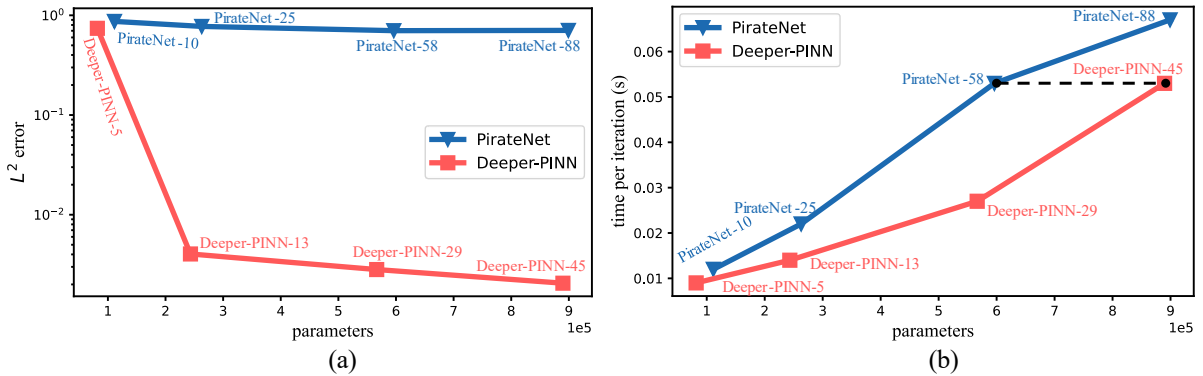 10⁰
10⁻¹
10⁻²
L² error
PirateNet-10
PirateNet-25
PirateNet-58
PirateNet-88
Deeper-PINN-5
Deeper-PINN-13
Deeper-PINN-29
Deeper-PINN-45
PirateNet
Deeper-PINN
1 2 3 4 5 6 7 8 9
1e5
parameters
(a)
0.06
0.05
0.04
0.03
0.02
0.01
time per iteration (s)
PirateNet
Deeper-PINN
PirateNet-88
Deeper-PINN-45
PirateNet-58
PirateNet-25
PirateNet-10
Deeper-PINN-29
Deeper-PINN-13
Deeper-PINN-5
1 2 3 4 5 6 7 8 9
1e5
parameters
(b)